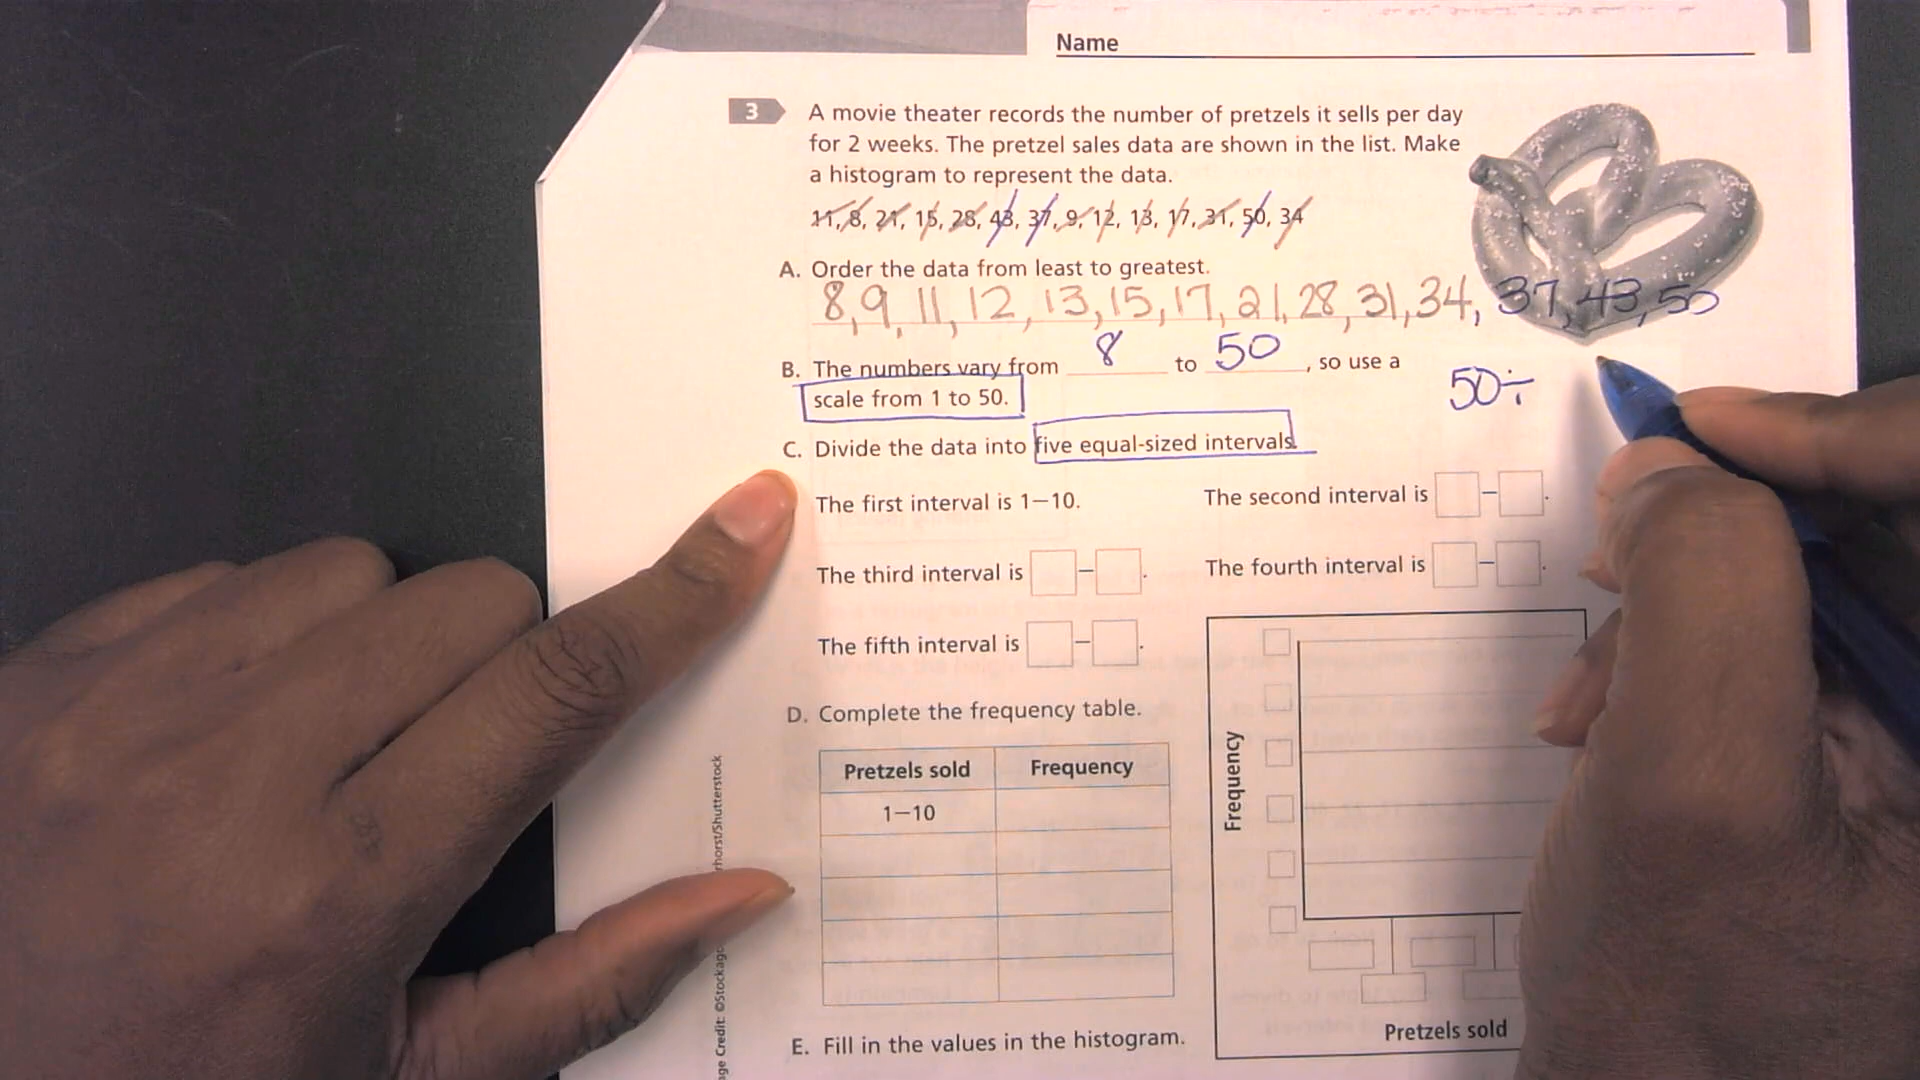 Name
3 A movie theater records the number of pretzels it sells per day
for 2 weeks. The pretzel sales data are shown in the list. Make
a histogram to represent the data.
11, 8, 21, 15, 28, 43, 37, 9, 12, 13, 17, 31, 50, 34
A. Order the data from least to greatest.
8, 9, 11, 12, 13, 15, 17, 21, 28, 31, 34, 37, 43, 50
B. The numbers vary from 8 to 50, so use a
scale from 1 to 50.
50÷
C. Divide the data into five equal-sized intervals.
The first interval is 1–10. The second interval is – .
The third interval is – . The fourth interval is – .
The fifth interval is – .
D. Complete the frequency table.
Pretzels sold Frequency
1–10
Frequency
Pretzels sold
E. Fill in the values in the histogram.
rhorst/Shutterstock